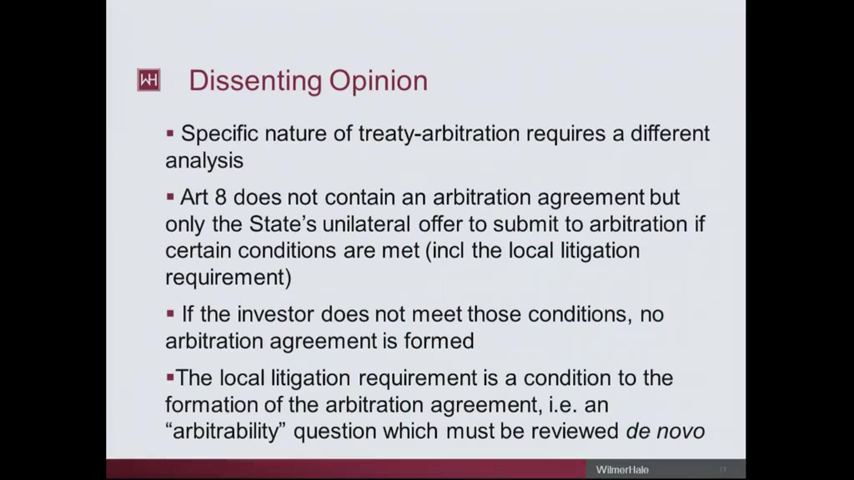 WH
Dissenting Opinion
▪ Specific nature of treaty-arbitration requires a different
analysis
▪ Art 8 does not contain an arbitration agreement but
only the State's unilateral offer to submit to arbitration if
certain conditions are met (incl the local litigation
requirement)
▪ If the investor does not meet those conditions, no
arbitration agreement is formed
▪The local litigation requirement is a condition to the
formation of the arbitration agreement, i.e. an
“arbitrability” question which must be reviewed de novo
WilmerHale